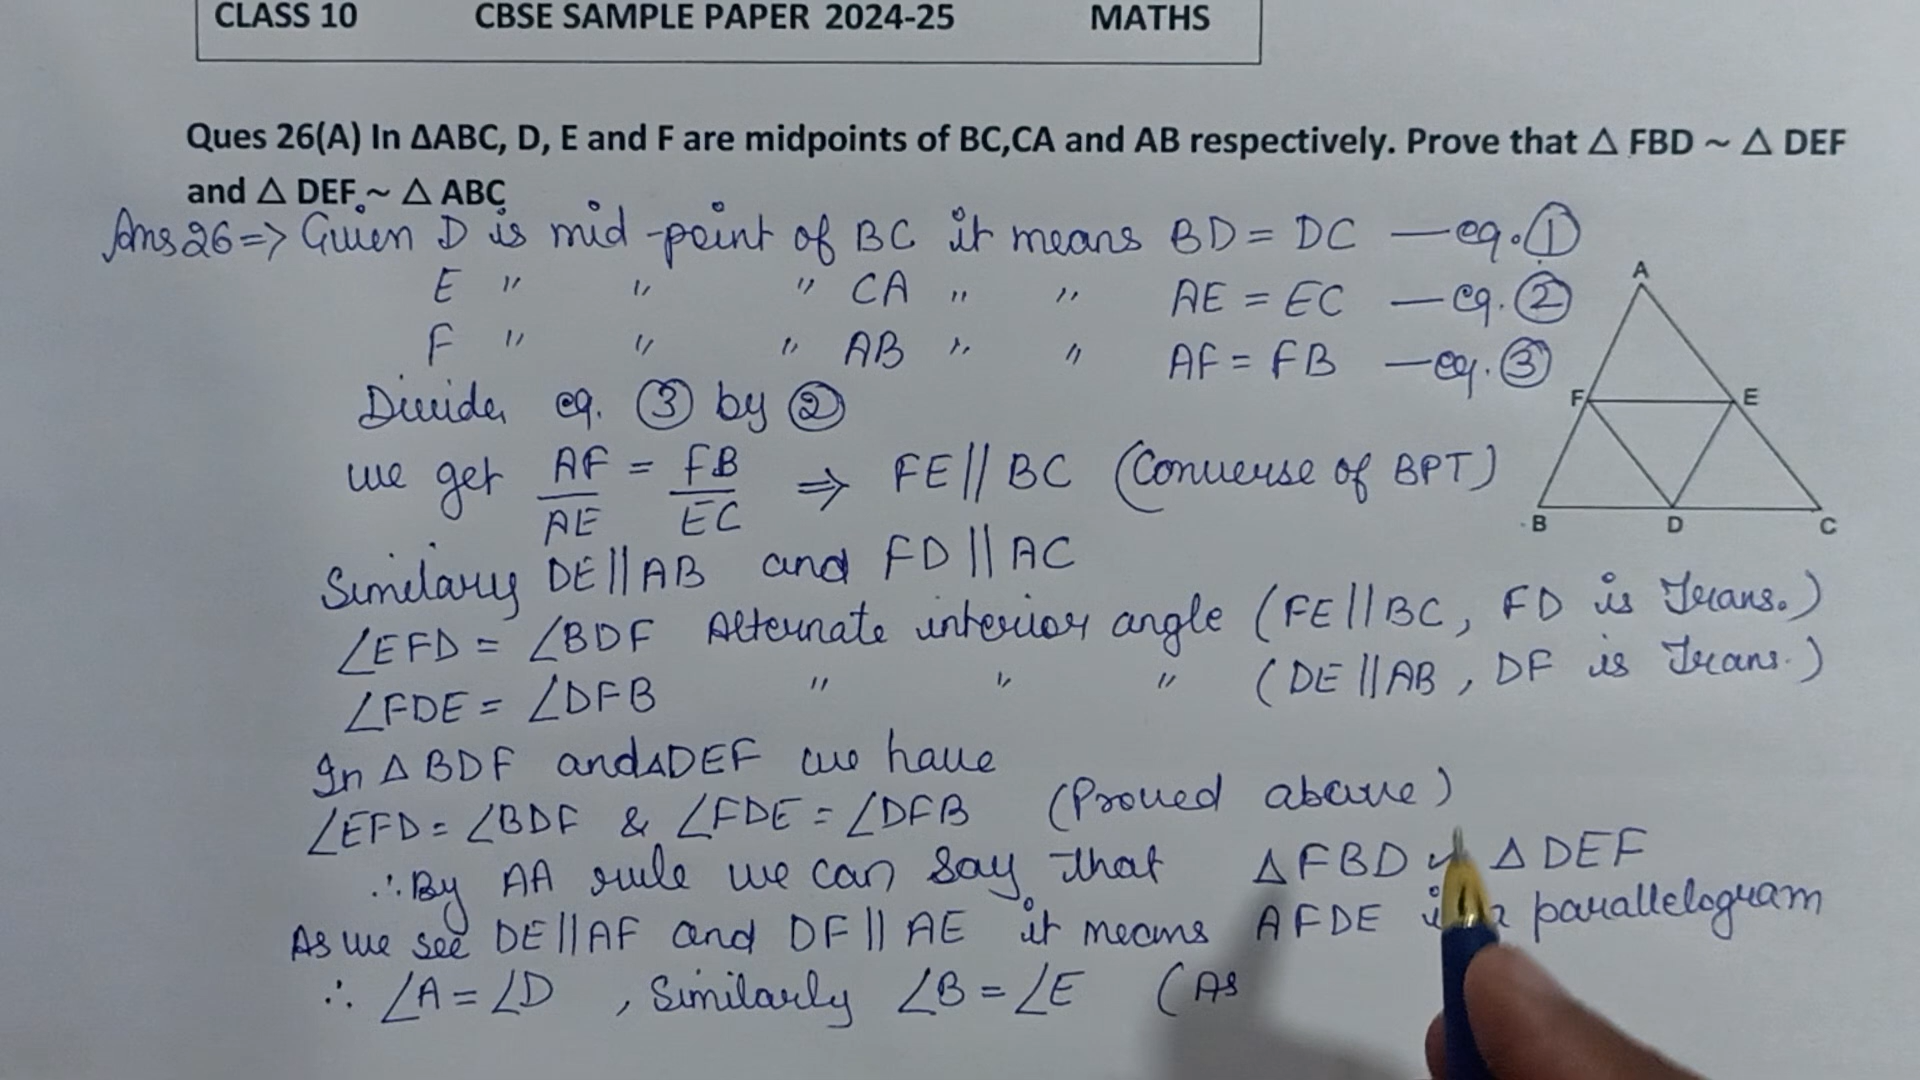 CLASS 10 CBSE SAMPLE PAPER 2024-25 MATHS
Ques 26(A) In ΔABC, D, E and F are midpoints of BC,CA and AB respectively. Prove that △ FBD ~ △ DEF
and △ DEF ~ △ ABC
Ans 26 => Given D is mid-point of BC it means BD = DC — eq. ①
E " " " CA " " AE = EC — eq. ②
F " " " AB " " AF = FB — eq. ③
Divide eq. ③ by ②
we get AF/AE = FB/EC ⇒ FE || BC (Converse of BPT)
Similary DE || AB and FD || AC
∠EFD = ∠BDF Alternate interior angle (FE || BC, FD is Trans.)
∠FDE = ∠DFB " " " (DE || AB, DF is Trans.)
In △ BDF and △DEF we have
∠EFD = ∠BDF & ∠FDE = ∠DFB (Proved above)
∴ By AA rule we can say that △ FBD ~ △ DEF
As we see DE || AF and DF || AE it means AFDE a parallelogram
∴ ∠A = ∠D , Similarly ∠B = ∠E (As
A
F E
B D C